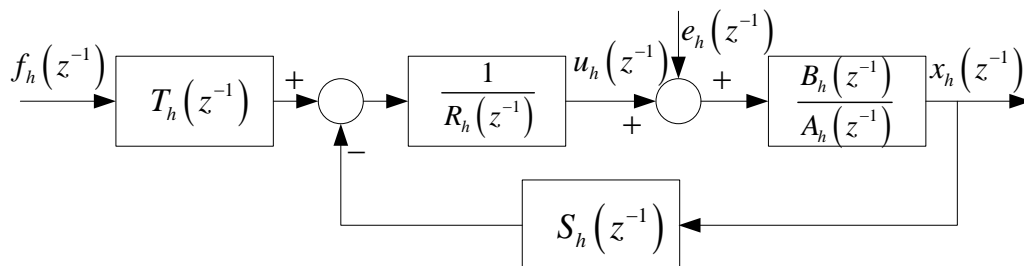 f_h(z^{-1})
T_h(z^{-1})
+
−
1
R_h(z^{-1})
u_h(z^{-1})
+
e_h(z^{-1})
+
B_h(z^{-1})
A_h(z^{-1})
x_h(z^{-1})
S_h(z^{-1})